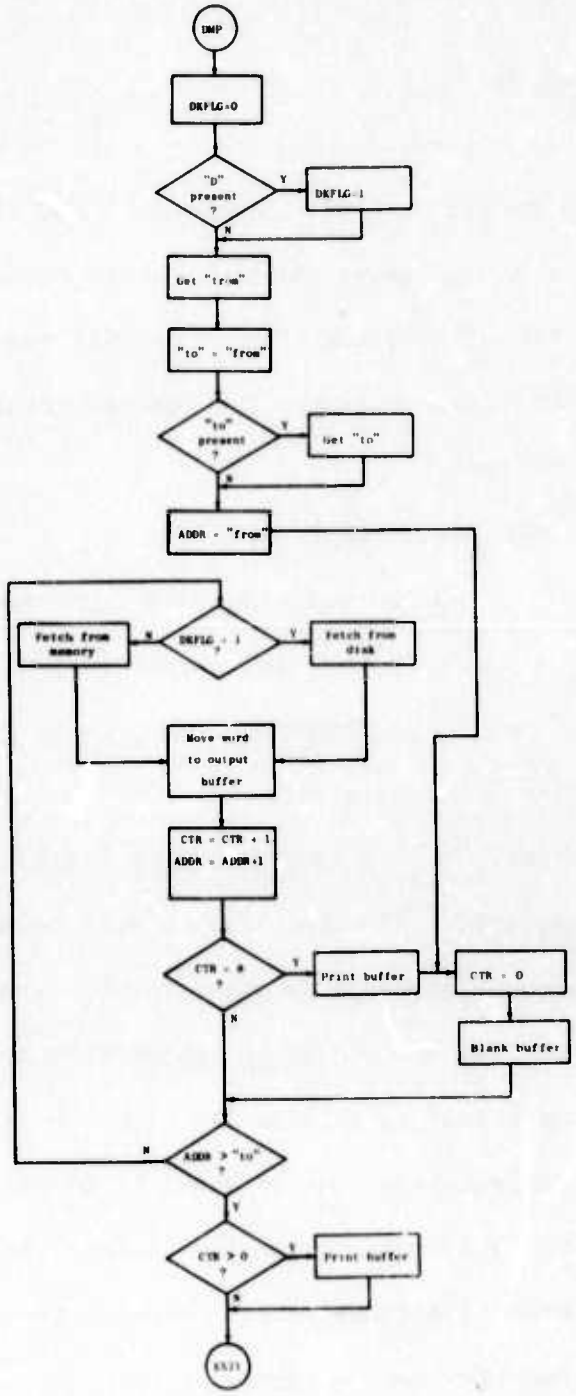 DMP
DKFLG=0
"D"
present
?
Y
DKFLG=1
N
Get "from"
"to" = "from"
"to"
present
?
Y
Get "to"
N
ADDR = "from"
Fetch from
memory
N
DKFLG = 1
?
Y
Fetch from
disk
Move word
to output
buffer
CTR = CTR + 1
ADDR = ADDR+1
CTR = 8
?
Y
Print buffer
CTR = 0
N
Blank buffer
N
ADDR > "to"
?
Y
CTR > 0
?
Y
Print buffer
N
EXIT